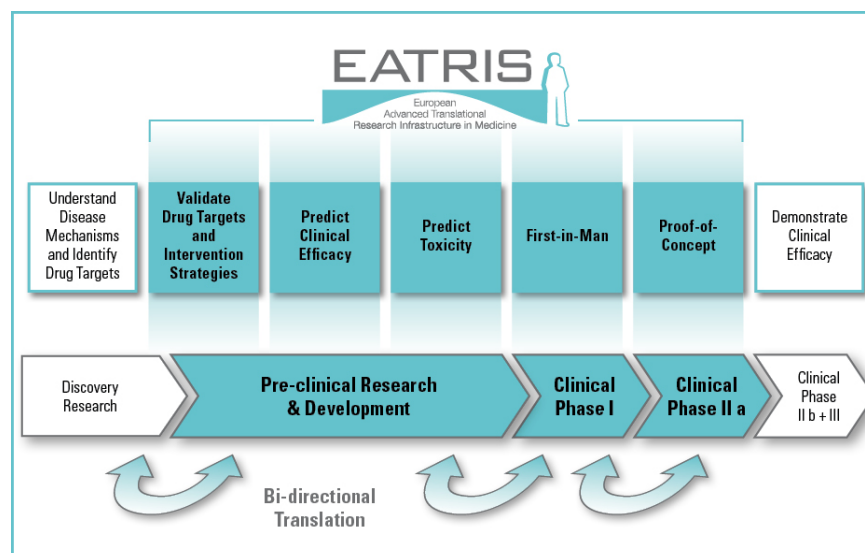 EATRIS
European
Advanced Translational
Research Infrastructure in Medicine
Understand
Disease
Mechanisms
and Identify
Drug Targets
Validate
Drug Targets
and
Intervention
Strategies
Predict
Clinical
Efficacy
Predict
Toxicity
First-in-Man
Proof-of-
Concept
Demonstrate
Clinical
Efficacy
Discovery
Research
Pre-clinical Research
& Development
Clinical
Phase I
Clinical
Phase II a
Clinical
Phase
II b + III
Bi-directional
Translation